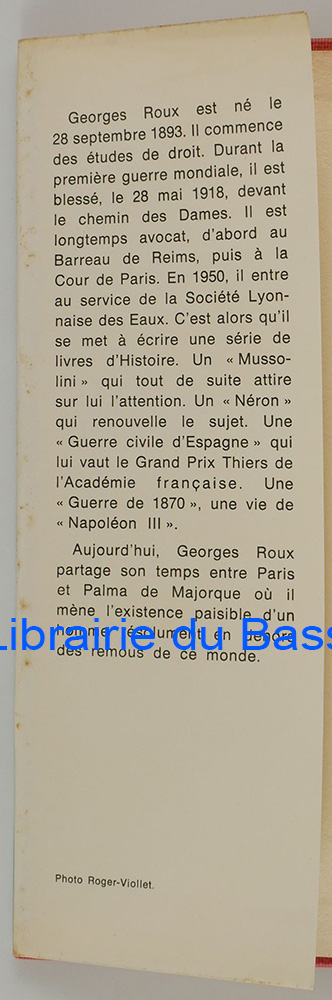 Georges Roux est né le
28 septembre 1893. Il commence
des études de droit. Durant la
première guerre mondiale, il est
blessé, le 28 mai 1918, devant
le chemin des Dames. Il est
longtemps avocat, d'abord au
Barreau de Reims, puis à la
Cour de Paris. En 1950, il entre
au service de la Société Lyon-
naise des Eaux. C'est alors qu'il
se met à écrire une série de
livres d'Histoire. Un « Musso-
lini » qui tout de suite attire
sur lui l'attention. Un « Néron »
qui renouvelle le sujet. Une
« Guerre civile d'Espagne » qui
lui vaut le Grand Prix Thiers de
l'Académie française. Une
« Guerre de 1870 », une vie de
« Napoléon III ».
Aujourd'hui, Georges Roux
partage son temps entre Paris
et Palma de Majorque où il
mène l'existence paisible d'un
homme résolument en dehors
des remous de ce monde.
Librairie du Bass
Photo Roger-Viollet.